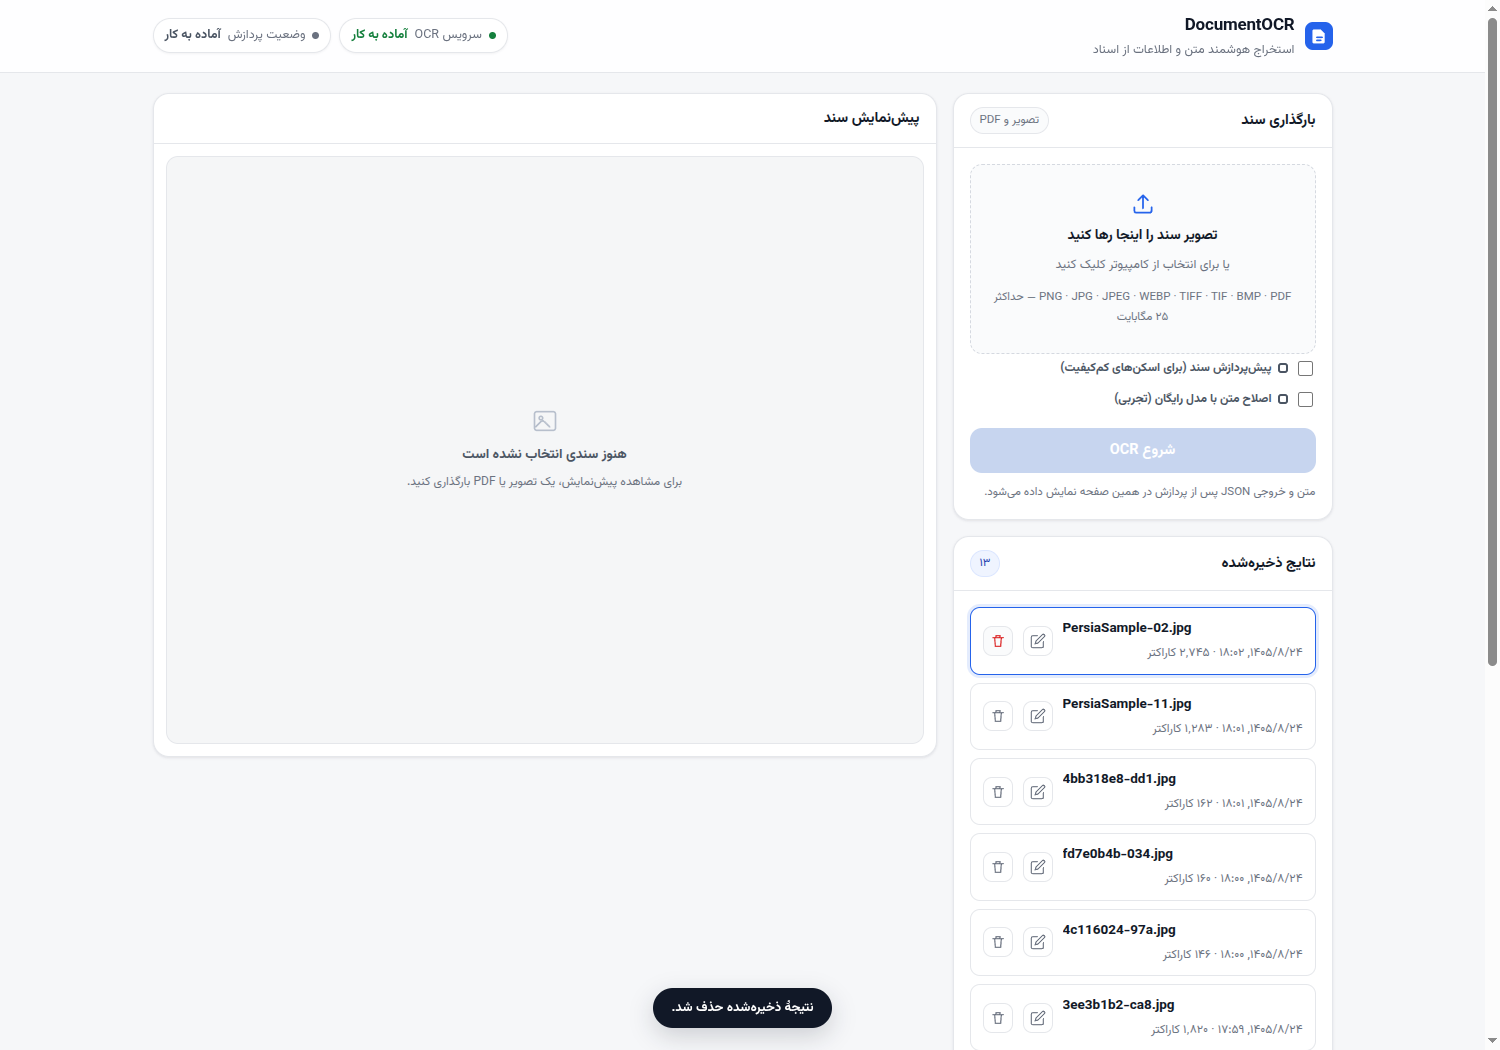 DocumentOCR
استخراج هوشمند متن و اطلاعات از اسناد
سرویس OCR آماده به کار
وضعیت پردازش آماده به کار
بارگذاری سند
تصویر و PDF
تصویر سند را اینجا رها کنید
یا برای انتخاب از کامپیوتر کلیک کنید
PNG · JPG · JPEG · WEBP · TIFF · TIF · BMP · PDF — حداکثر
۲۵ مگابایت
پیش‌پردازش سند (برای اسکن‌های کم‌کیفیت)
اصلاح متن با مدل رایگان (تجربی)
شروع OCR
متن و خروجی JSON پس از پردازش در همین صفحه نمایش داده می‌شود.
نتایج ذخیره‌شده
۱۳
PersiaSample-02.jpg
۱۴۰۵/۸/۲۴, ۱۸:۰۲ · ۲,۷۴۵ کاراکتر
PersiaSample-11.jpg
۱۴۰۵/۸/۲۴, ۱۸:۰۱ · ۱,۲۸۳ کاراکتر
4bb318e8-dd1.jpg
۱۴۰۵/۸/۲۴, ۱۸:۰۱ · ۱۶۲ کاراکتر
fd7e0b4b-034.jpg
۱۴۰۵/۸/۲۴, ۱۸:۰۰ · ۱۶۰ کاراکتر
4c116024-97a.jpg
۱۴۰۵/۸/۲۴, ۱۸:۰۰ · ۱۴۶ کاراکتر
3ee3b1b2-ca8.jpg
۱۴۰۵/۸/۲۴, ۱۷:۵۹ · ۱,۸۲۰ کاراکتر
پیش‌نمایش سند
هنوز سندی انتخاب نشده است
برای مشاهده پیش‌نمایش، یک تصویر یا PDF بارگذاری کنید.
نتیجهٔ ذخیره‌شده حذف شد.